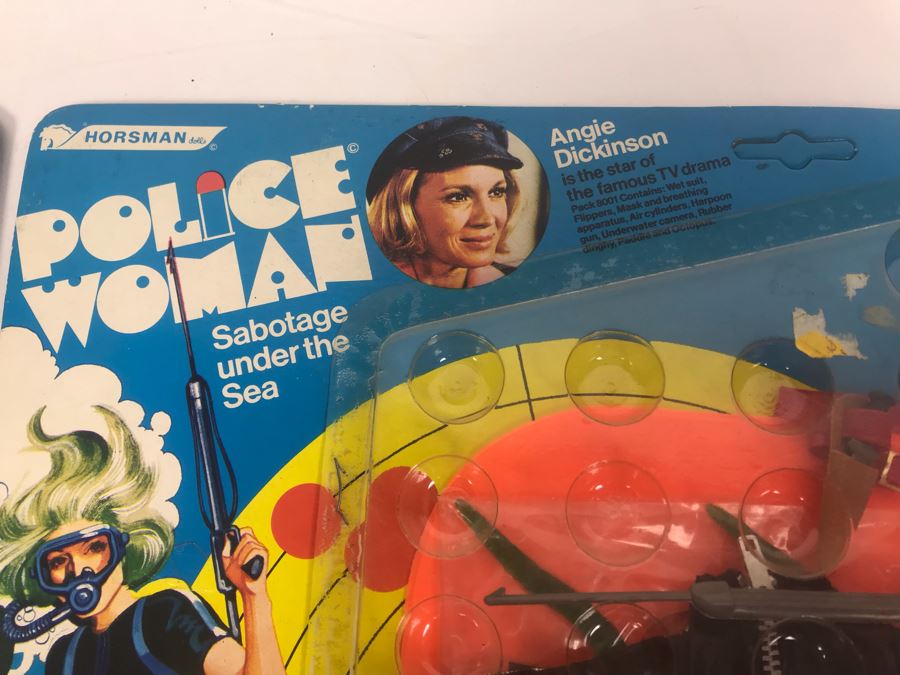 HORSMAN dolls ©
POLICE ©
WOMAN
Sabotage
under the
Sea
Angie
Dickinson
is the star of
the famous TV drama
Pack 8001 Contains: Wet suit,
Flippers, Mask and breathing
apparatus, Air cylinders, Harpoon
gun, Underwater camera, Rubber
dinghy, Paddle and Octopus.